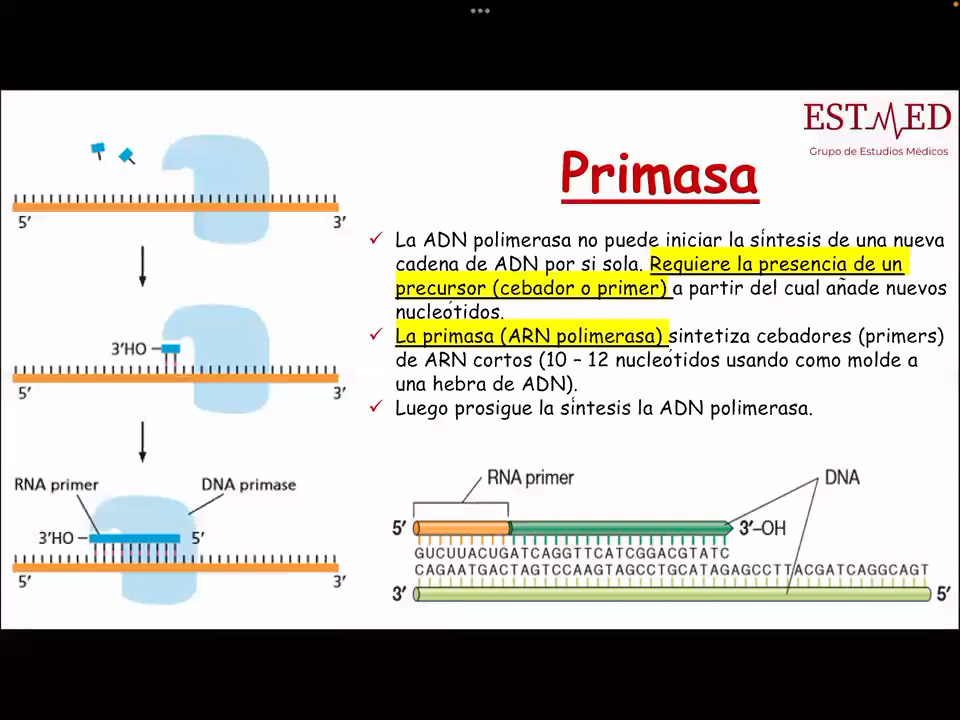 ESTMED
Grupo de Estudios Médicos
Primasa
La ADN polimerasa no puede iniciar la síntesis de una nueva
cadena de ADN por si sola. Requiere la presencia de un
precursor (cebador o primer) a partir del cual añade nuevos
nucleótidos.
La primasa (ARN polimerasa) sintetiza cebadores (primers)
de ARN cortos (10 – 12 nucleótidos usando como molde a
una hebra de ADN).
Luego prosigue la síntesis la ADN polimerasa.
5′ 3′
3′HO
5′ 3′
RNA primer DNA primase
3′HO 5′
5′ 3′
RNA primer DNA
5′ 3′–OH
GUCUUACUGATCAGGTTCATCGGACGTATC
CAGAATGACTAGTCCAAGTAGCCTGCATAGAGCCTTACGATCAGGCAGT
3′ 5′